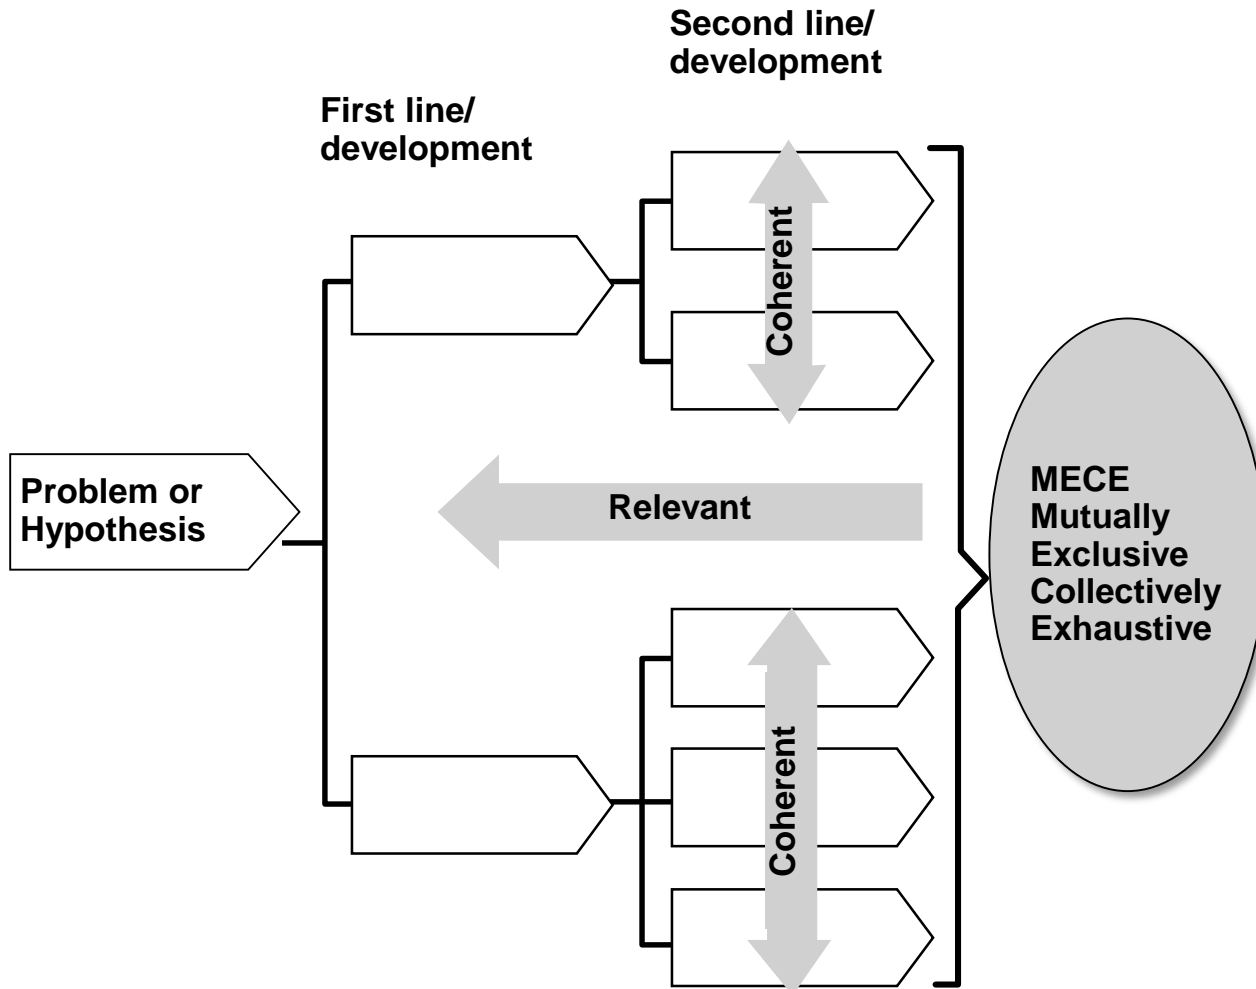 Second line/
development
First line/
development
Coherent
Problem or
Hypothesis
Relevant
MECE
Mutually
Exclusive
Collectively
Exhaustive
Coherent